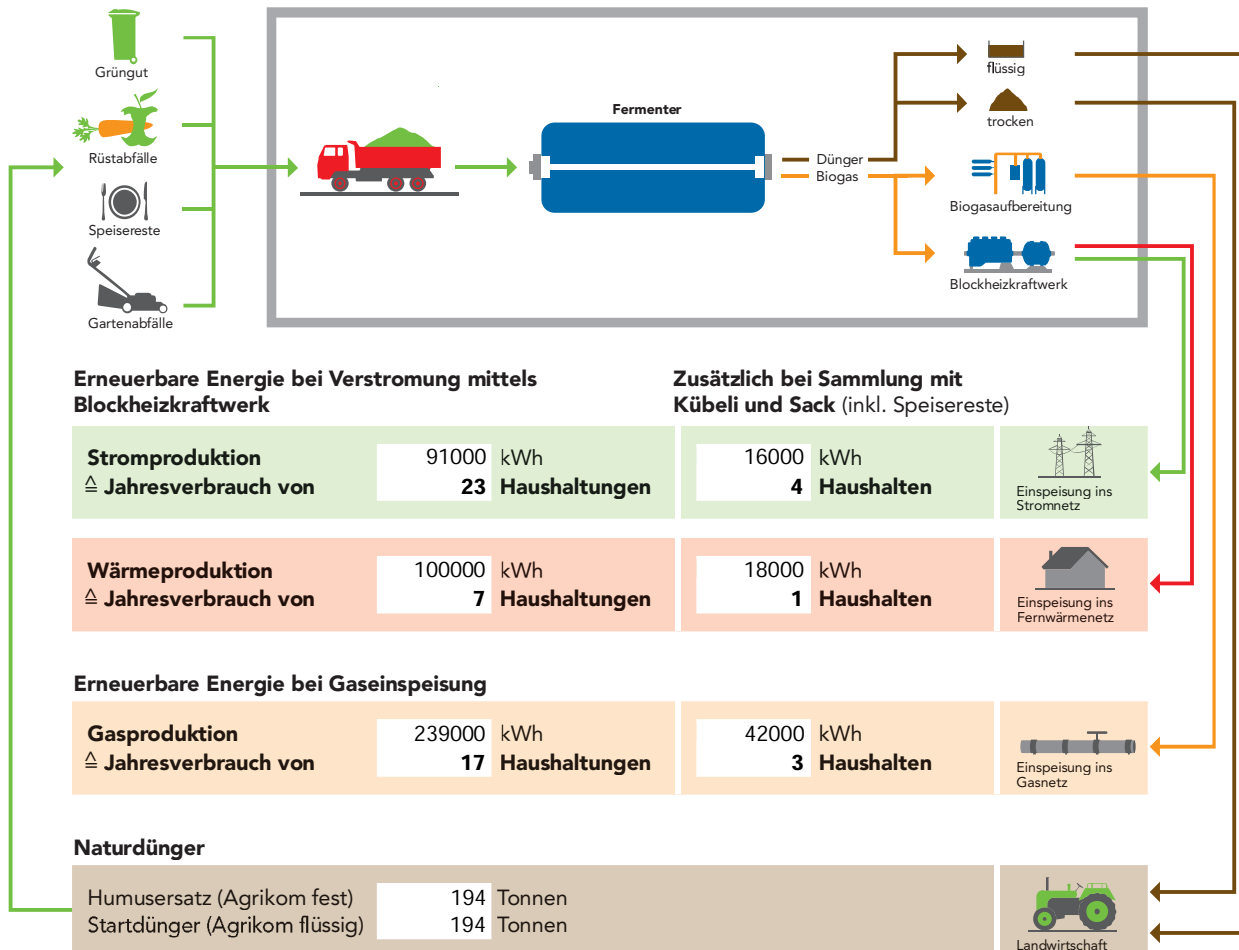 Grüngut
Rüstabfälle
Speisereste
Gartenabfälle
Fermenter
Dünger
Biogas
flüssig
trocken
Biogasaufbereitung
Blockheizkraftwerk
Erneuerbare Energie bei Verstromung mittels
Blockheizkraftwerk
Zusätzlich bei Sammlung mit
Kübeli und Sack (inkl. Speisereste)
Stromproduktion 91000 kWh 16000 kWh
≙ Jahresverbrauch von 23 Haushaltungen 4 Haushalten
Einspeisung ins
Stromnetz
Wärmeproduktion 100000 kWh 18000 kWh
≙ Jahresverbrauch von 7 Haushaltungen 1 Haushalten
Einspeisung ins
Fernwärmenetz
Erneuerbare Energie bei Gaseinspeisung
Gasproduktion 239000 kWh 42000 kWh
≙ Jahresverbrauch von 17 Haushaltungen 3 Haushalten
Einspeisung ins
Gasnetz
Naturdünger
Humusersatz (Agrikom fest) 194 Tonnen
Startdünger (Agrikom flüssig) 194 Tonnen
Landwirtschaft